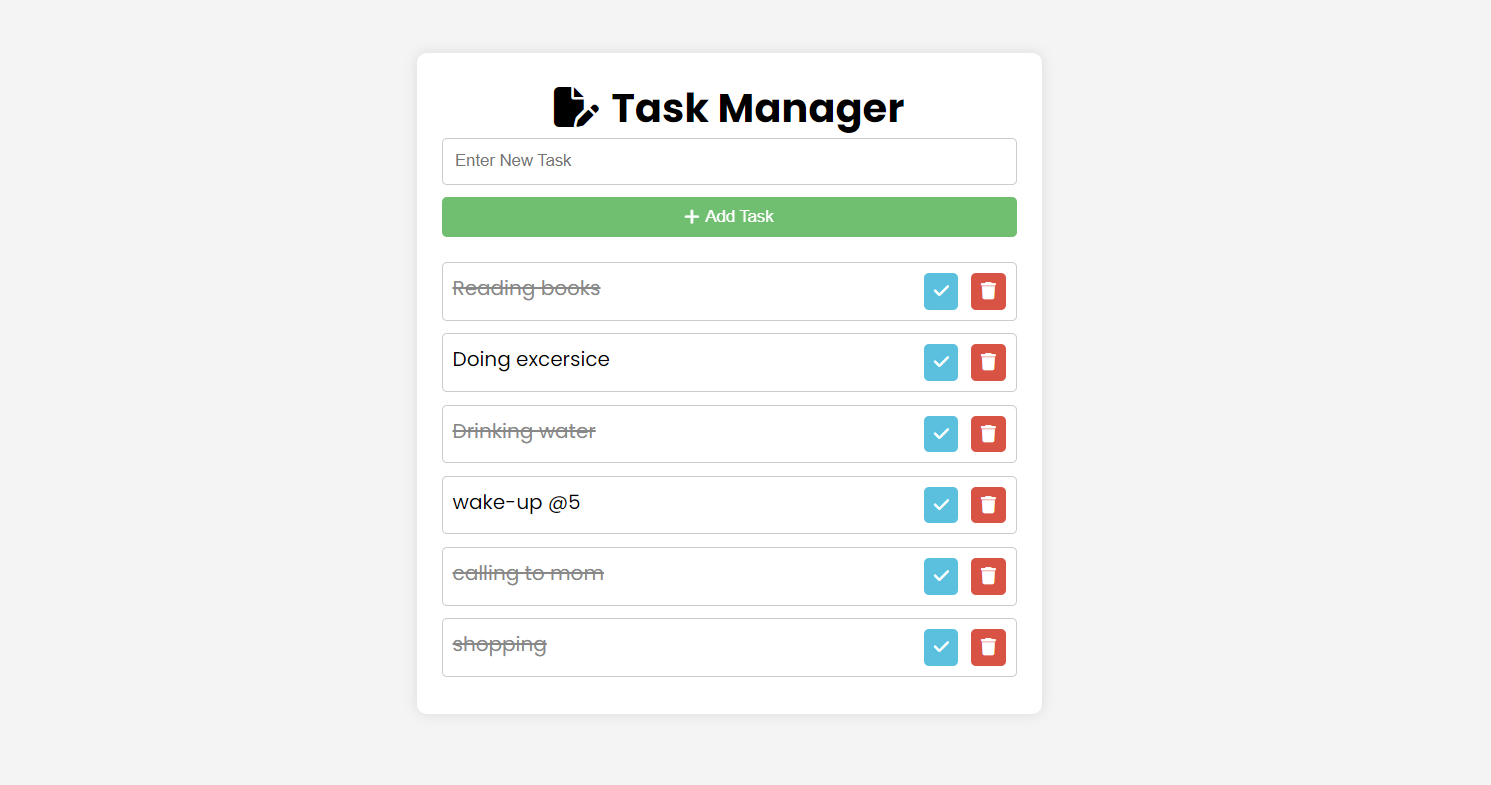 Task Manager
Enter New Task
Add Task
Reading books
Doing excersice
Drinking water
wake-up @5
calling to mom
shopping